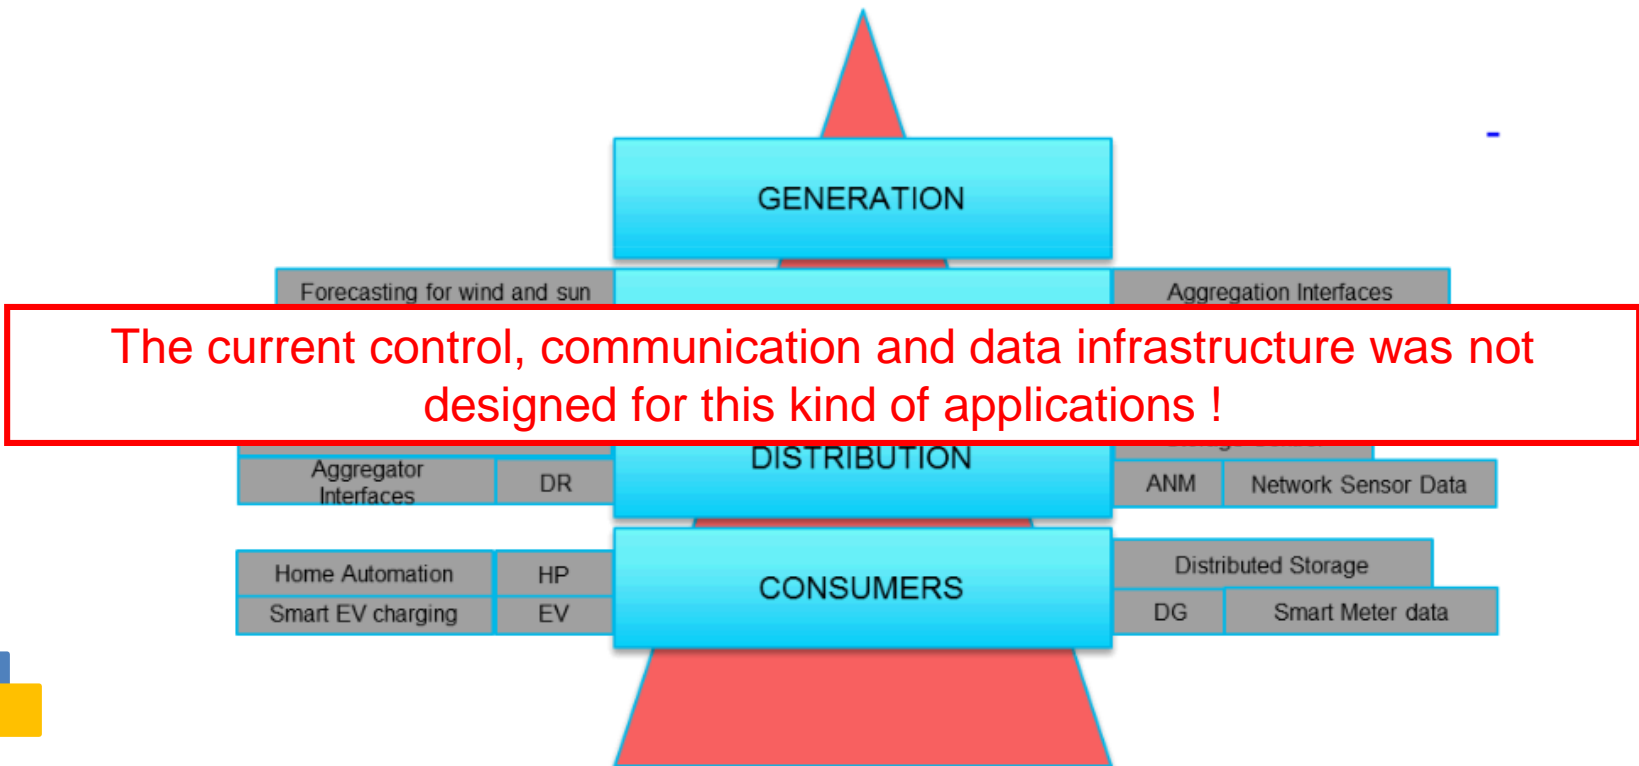 GENERATION
Forecasting for wind and sun
Aggregation Interfaces
The current control, communication and data infrastructure was not
designed for this kind of applications !
DISTRIBUTION
Aggregator
Interfaces
DR
ANM
Network Sensor Data
Home Automation
HP
CONSUMERS
Distributed Storage
Smart EV charging
EV
DG
Smart Meter data